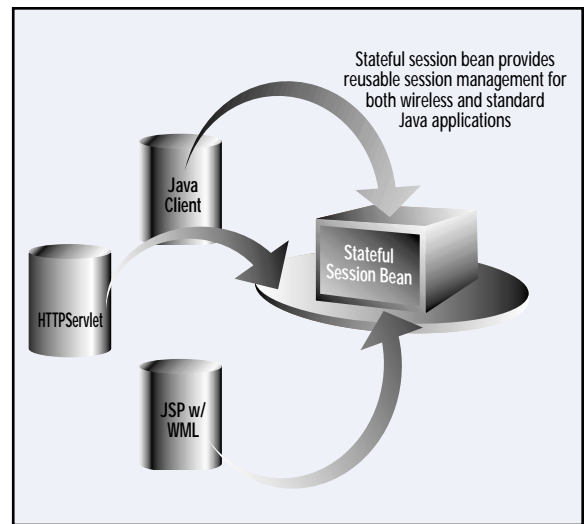 Stateful session bean provides
reusable session management for
both wireless and standard
Java applications
Java
Client
Stateful
Session Bean
HTTPServlet
JSP w/
WML